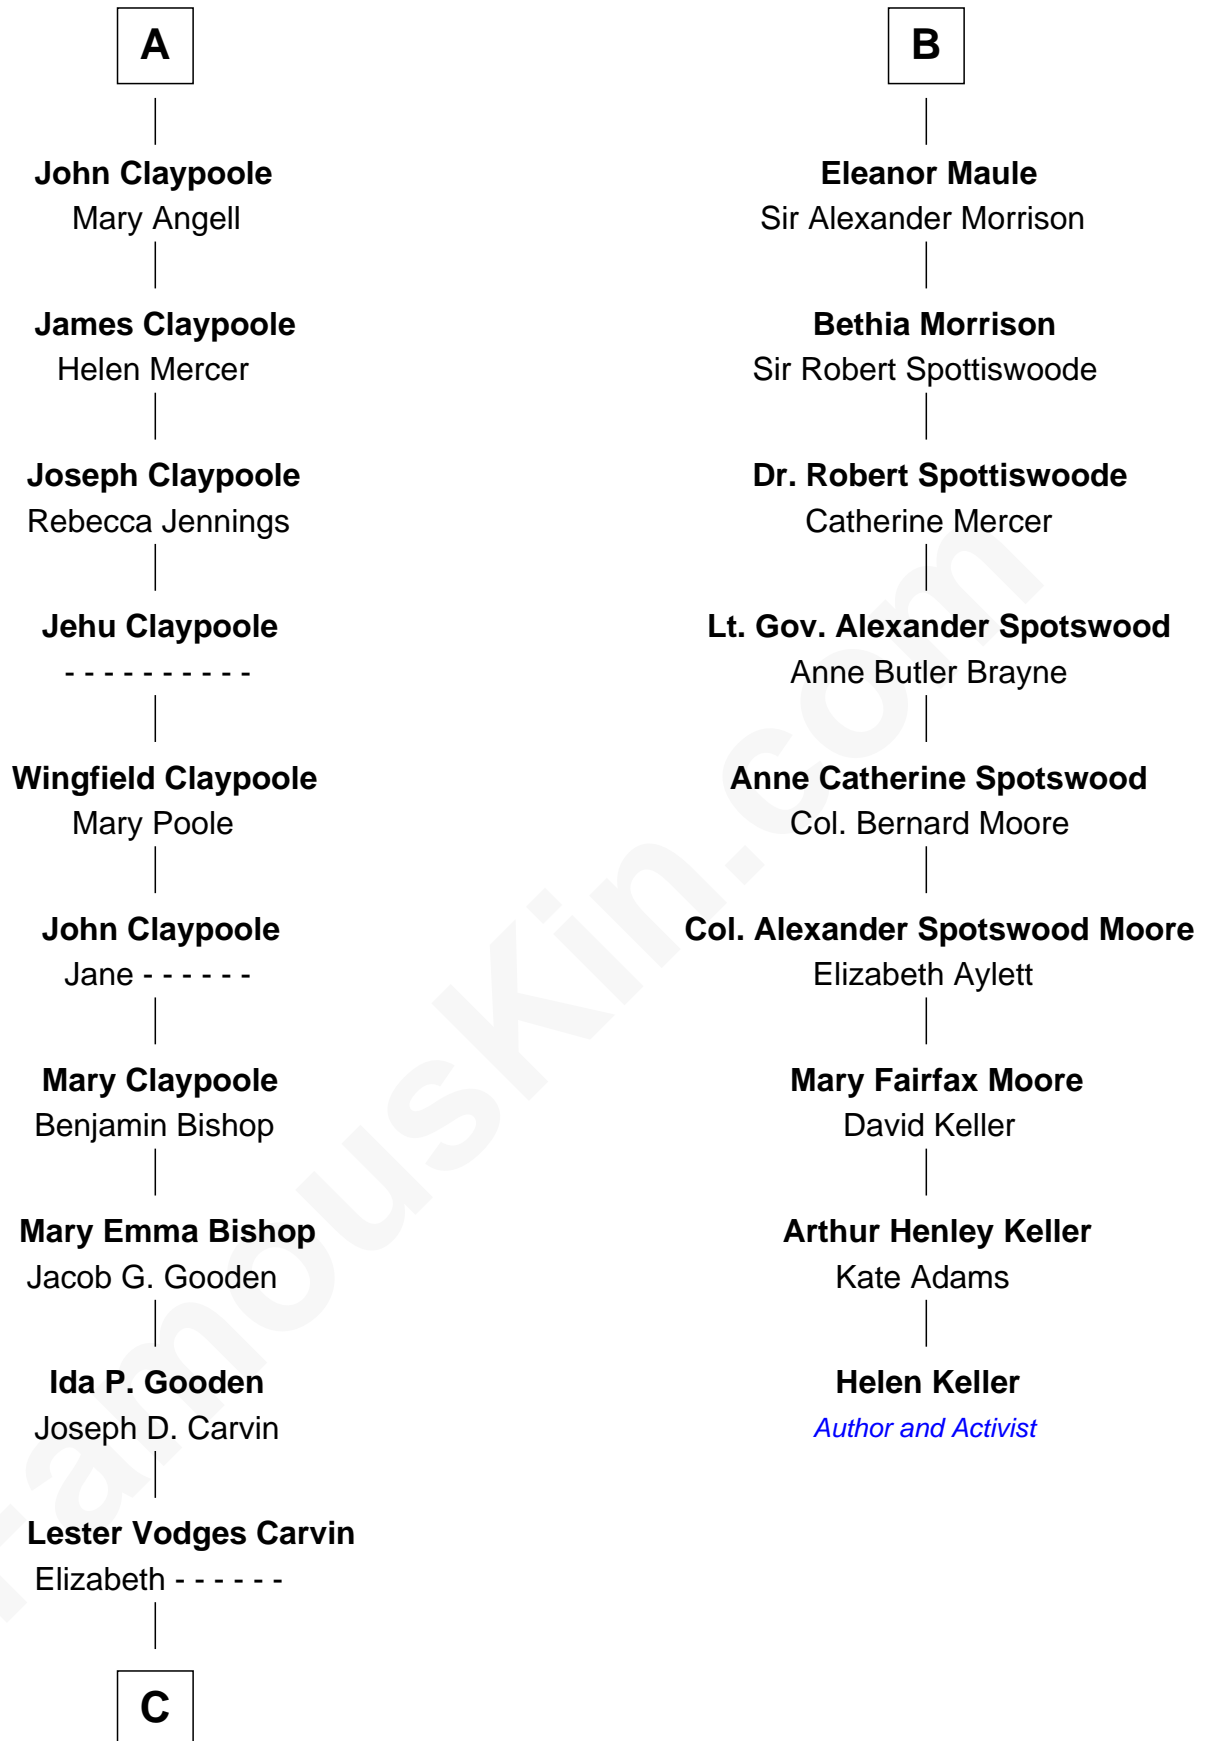 A
John Claypoole
Mary Angell
James Claypoole
Helen Mercer
Joseph Claypoole
Rebecca Jennings
Jehu Claypoole
- - - - - - - - - -
Wingfield Claypoole
Mary Poole
John Claypoole
Jane - - - - - -
Mary Claypoole
Benjamin Bishop
Mary Emma Bishop
Jacob G. Gooden
Ida P. Gooden
Joseph D. Carvin
Lester Vodges Carvin
Elizabeth - - - - - -
C
B
Eleanor Maule
Sir Alexander Morrison
Bethia Morrison
Sir Robert Spottiswoode
Dr. Robert Spottiswoode
Catherine Mercer
Lt. Gov. Alexander Spotswood
Anne Butler Brayne
Anne Catherine Spotswood
Col. Bernard Moore
Col. Alexander Spotswood Moore
Elizabeth Aylett
Mary Fairfax Moore
David Keller
Arthur Henley Keller
Kate Adams
Helen Keller
Author and Activist
FamousKin.com